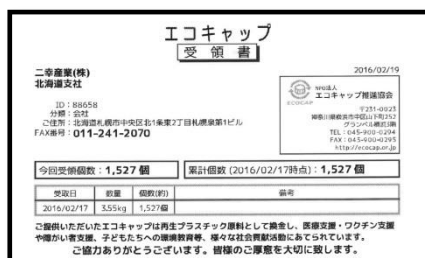 エコキャップ
受領書
二幸産業(株)
北海道支社
2016/02/19
ID：88658
分類：会社
ご住所：北海道札幌市中央区北1条東2丁目札幌泉第1ビル
FAX番号：011-241-2070
NPO法人
エコキャップ推進協会
ECOCAP
〒231-0023
神奈川県横浜市中区山下町252
グランベル横浜3階
TEL：045-900-0294
FAX：045-900-0295
http://ecocap.or.jp
今回受領個数：1,527 個
累計個数 (2016/02/17時点)：1,527 個
受取日 数量 個数(約) 備考
2016/02/17 3.55kg 1,527個
ご提供いただいたエコキャップは再生プラスチック原料として換金し、医療支援・ワクチン支援
や障がい者支援、子どもたちへの環境教育等、様々な社会貢献活動にあてられています。
ご協力ありがとうございます。皆様のご厚意を大切に致します。